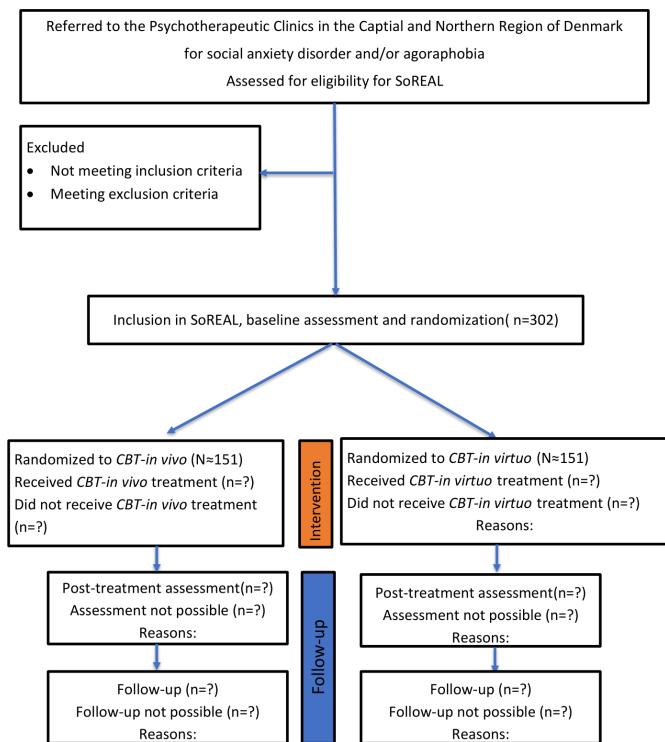 Referred to the Psychotherapeutic Clinics in the Captial and Northern Region of Denmark
for social anxiety disorder and/or agoraphobia
Assessed for eligibility for SoREAL
Excluded
• Not meeting inclusion criteria
• Meeting exclusion criteria
Inclusion in SoREAL, baseline assessment and randomization( n=302)
Randomized to CBT-in vivo (N≈151)
Received CBT-in vivo treatment (n=?)
Did not receive CBT-in vivo treatment
(n=?)
Intervention
Randomized to CBT-in virtuo (N≈151)
Received CBT-in virtuo treatment (n=?)
Did not receive CBT-in virtuo treatment (n=?)
Reasons:
Post-treatment assessment(n=?)
Assessment not possible (n=?)
Reasons:
Follow-up
Post-treatment assessment(n=?)
Assessment not possible (n=?)
Reasons:
Follow-up (n=?)
Follow-up not possible (n=?)
Reasons:
Follow-up (n=?)
Follow-up not possible (n=?)
Reasons: